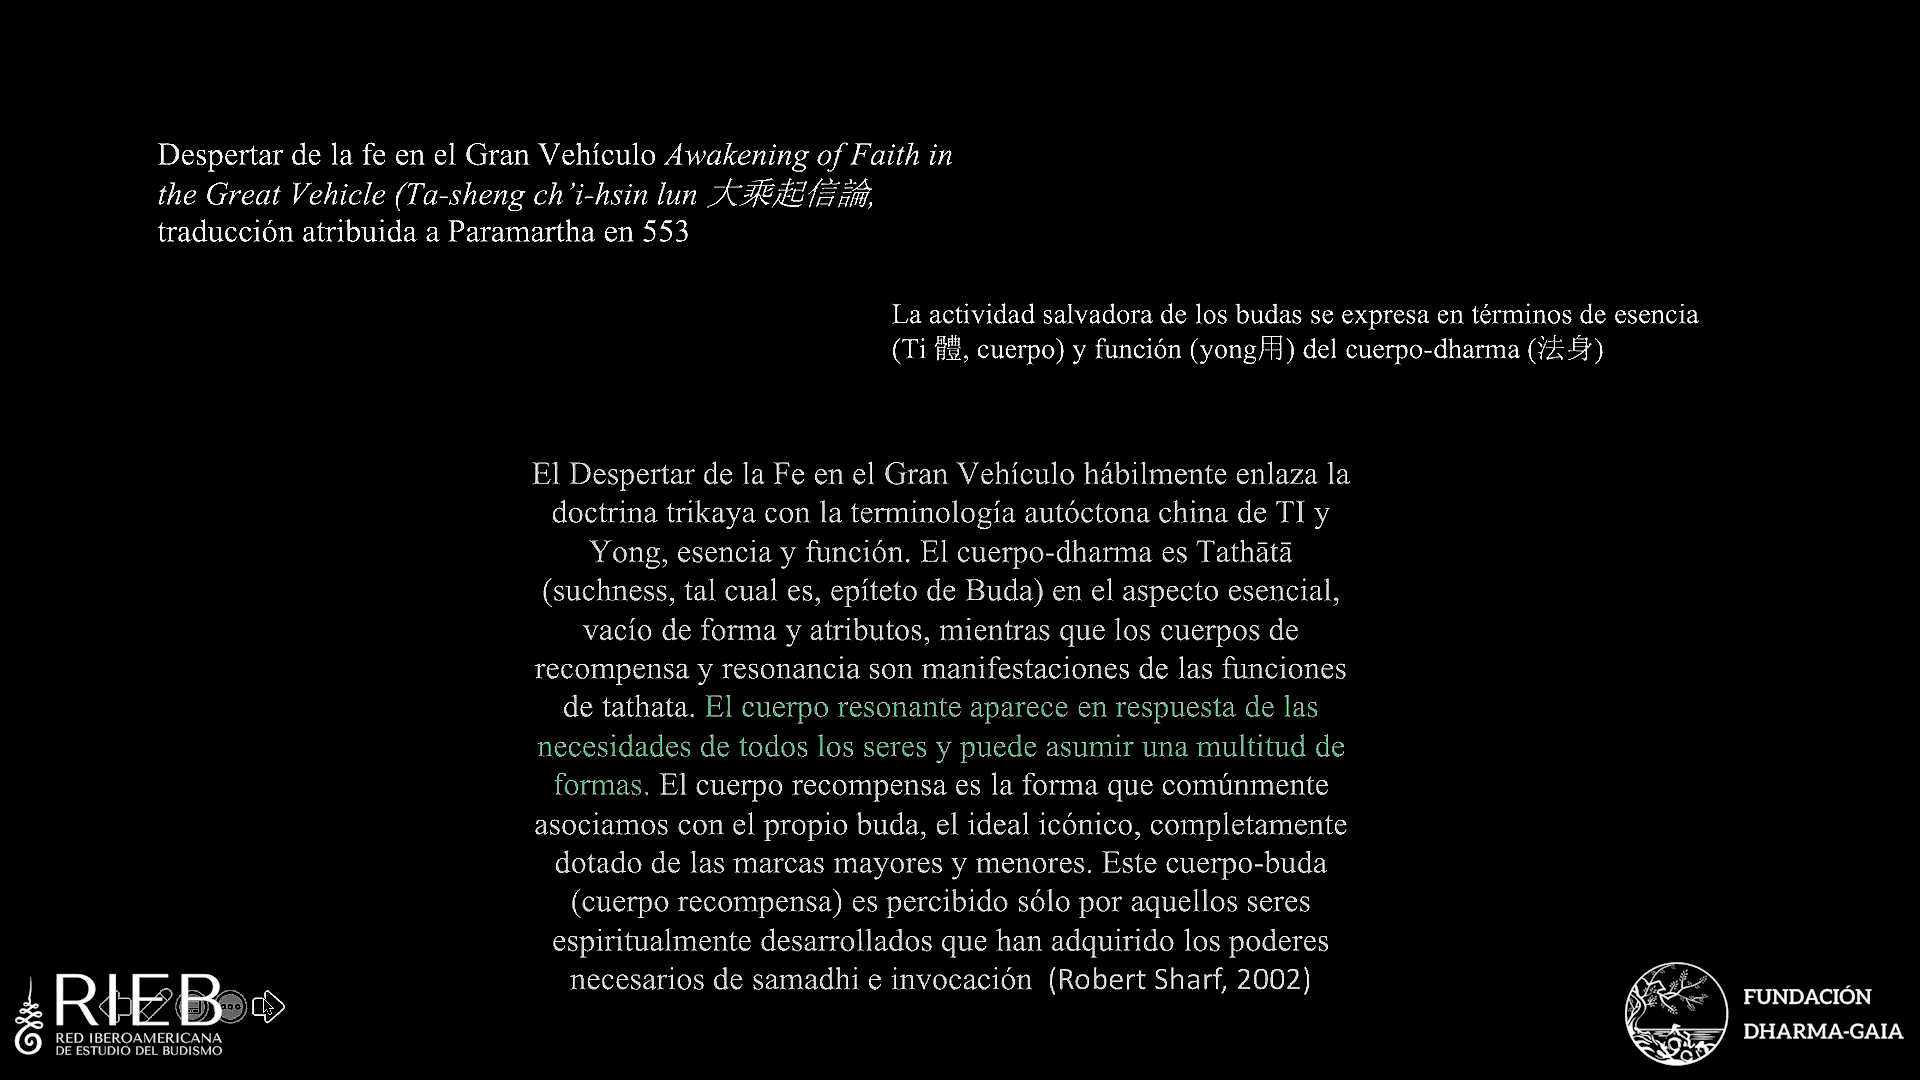 Despertar de la fe en el Gran Vehículo Awakening of Faith in
the Great Vehicle (Ta-sheng ch’i-hsin lun 大乘起信論,
traducción atribuida a Paramartha en 553
La actividad salvadora de los budas se expresa en términos de esencia
(Ti 體, cuerpo) y función (yong用) del cuerpo-dharma (法身)
El Despertar de la Fe en el Gran Vehículo hábilmente enlaza la
doctrina trikaya con la terminología autóctona china de TI y
Yong, esencia y función. El cuerpo-dharma es Tathātā
(suchness, tal cual es, epíteto de Buda) en el aspecto esencial,
vacío de forma y atributos, mientras que los cuerpos de
recompensa y resonancia son manifestaciones de las funciones
de tathata. El cuerpo resonante aparece en respuesta de las
necesidades de todos los seres y puede asumir una multitud de
formas. El cuerpo recompensa es la forma que comúnmente
asociamos con el propio buda, el ideal icónico, completamente
dotado de las marcas mayores y menores. Este cuerpo-buda
(cuerpo recompensa) es percibido sólo por aquellos seres
espiritualmente desarrollados que han adquirido los poderes
necesarios de samadhi e invocación (Robert Sharf, 2002)
RIEB
RED IBEROAMERICANA
DE ESTUDIO DEL BUDISMO
FUNDACIÓN
DHARMA-GAIA